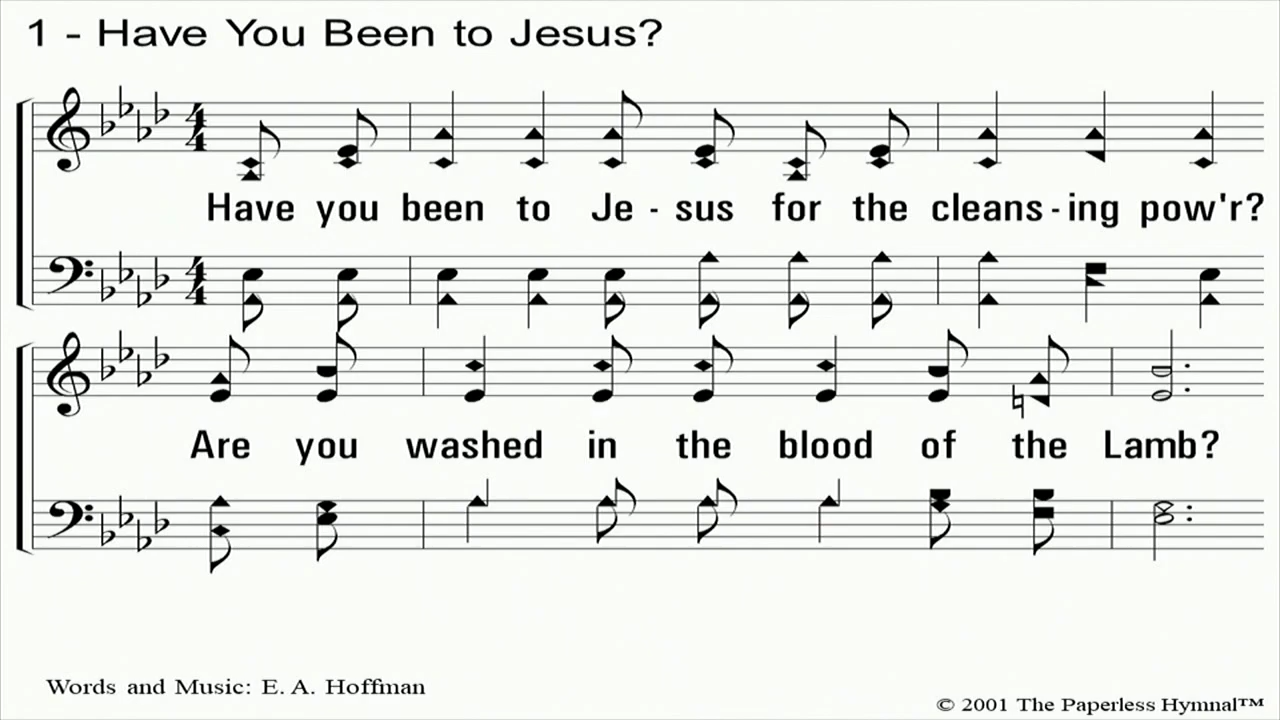 1 - Have You Been to Jesus?
Have you been to Je - sus for the cleans - ing pow'r?
Are you washed in the blood of the Lamb?
Words and Music: E. A. Hoffman
© 2001 The Paperless Hymnal™